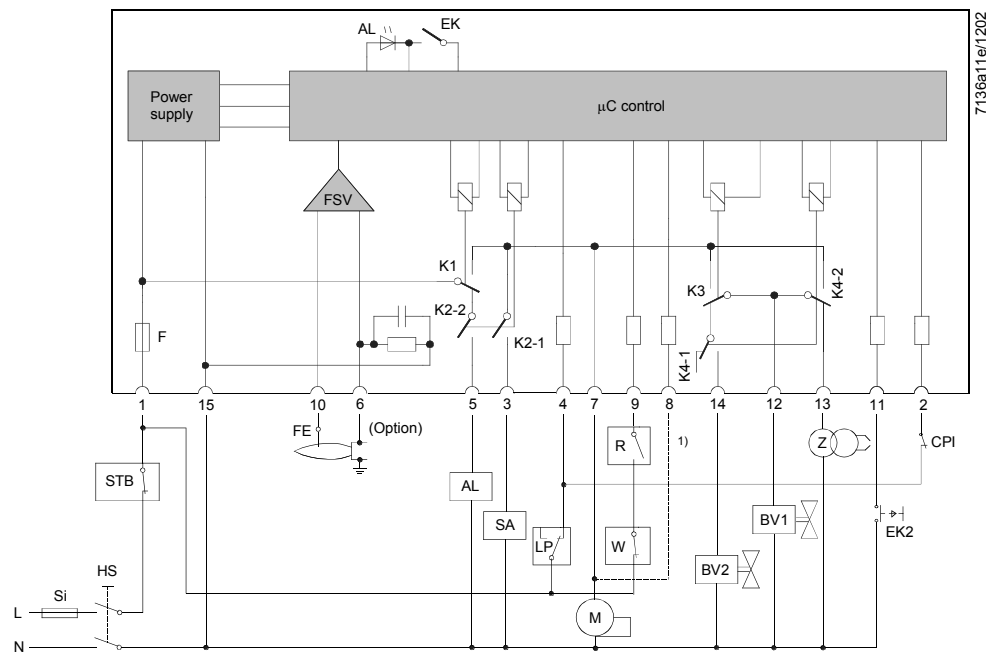 AL EK
7136a11e/1202
Power
supply
μC control
FSV
K1
K3
K4-2
K2-2
F
K2-1
K4-1
1 15 10 6 5 3 4 7 9 8 14 12 13 11 2
FE
(Option)
R
1)
Z
CPI
STB
AL
SA
BV1
EK2
LP
W
BV2
HS
Si
L
M
N